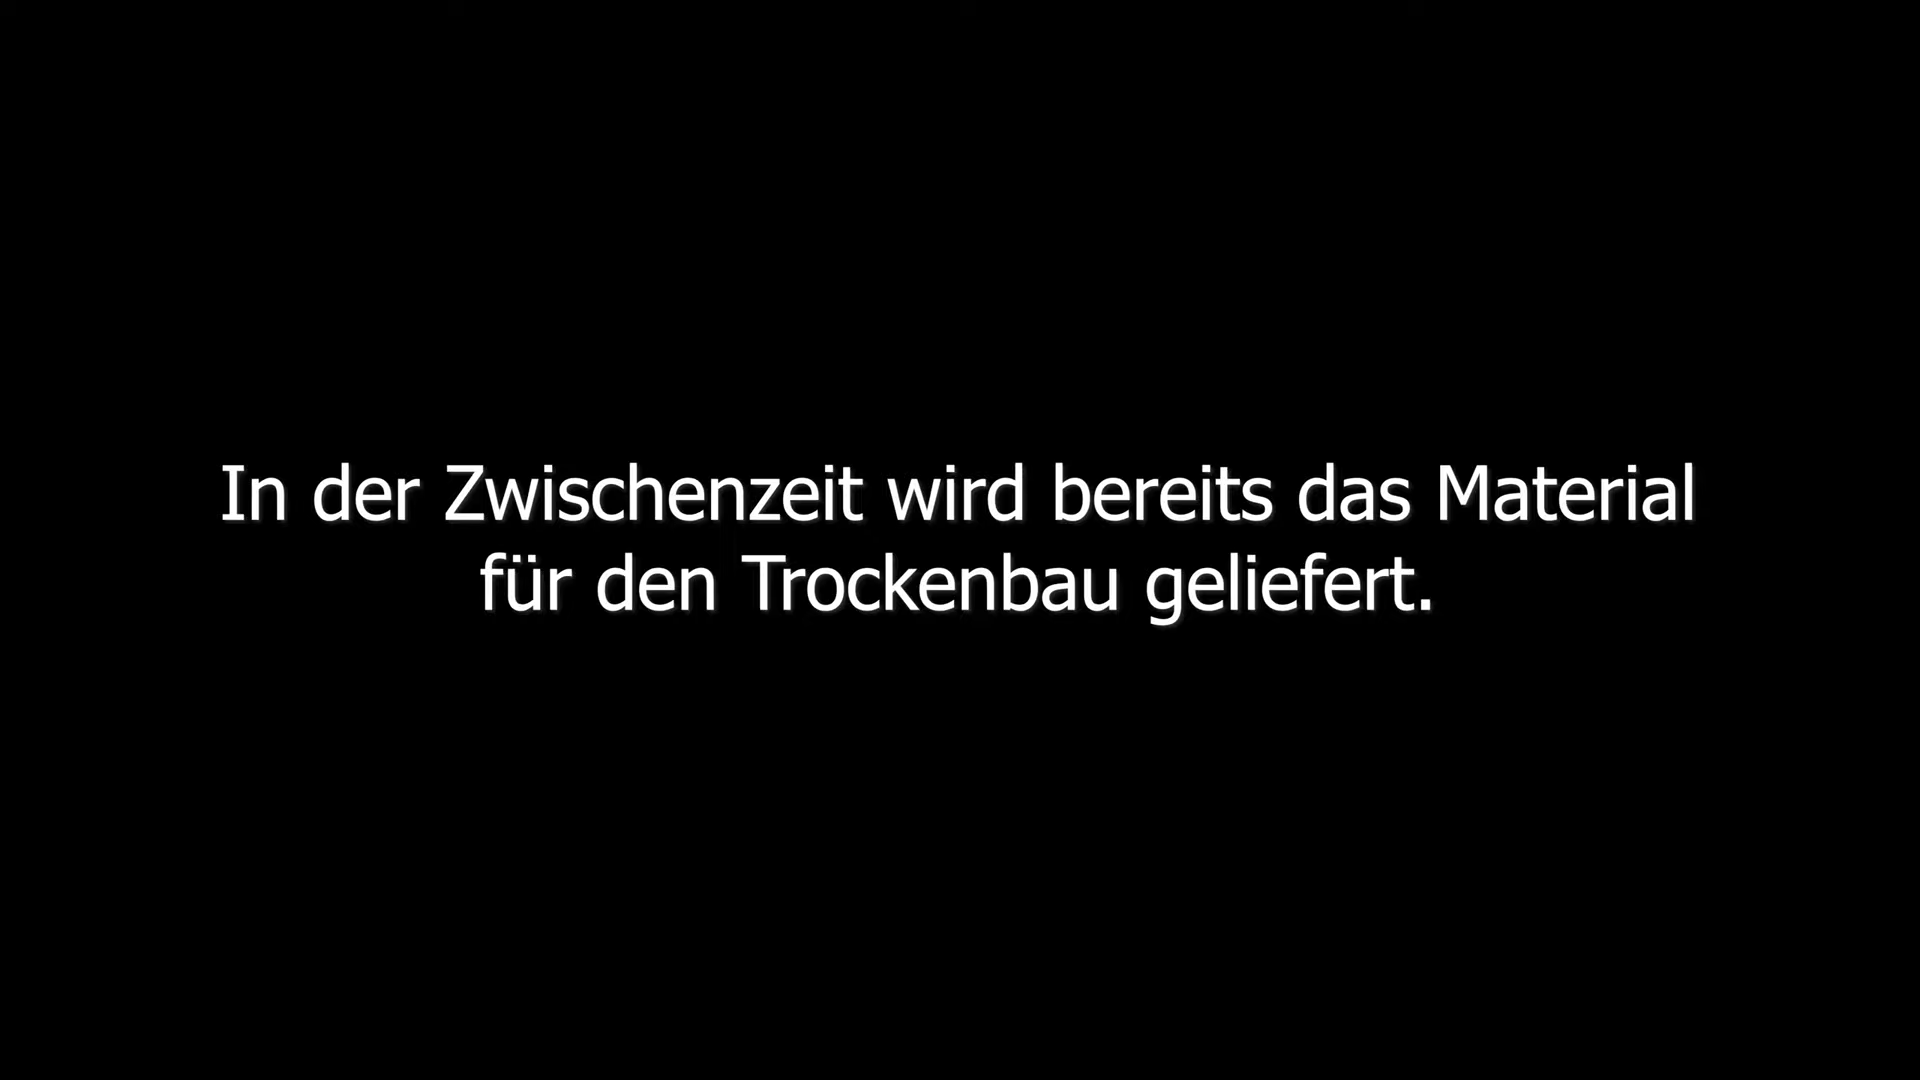 In der Zwischenzeit wird bereits das Material
für den Trockenbau geliefert.